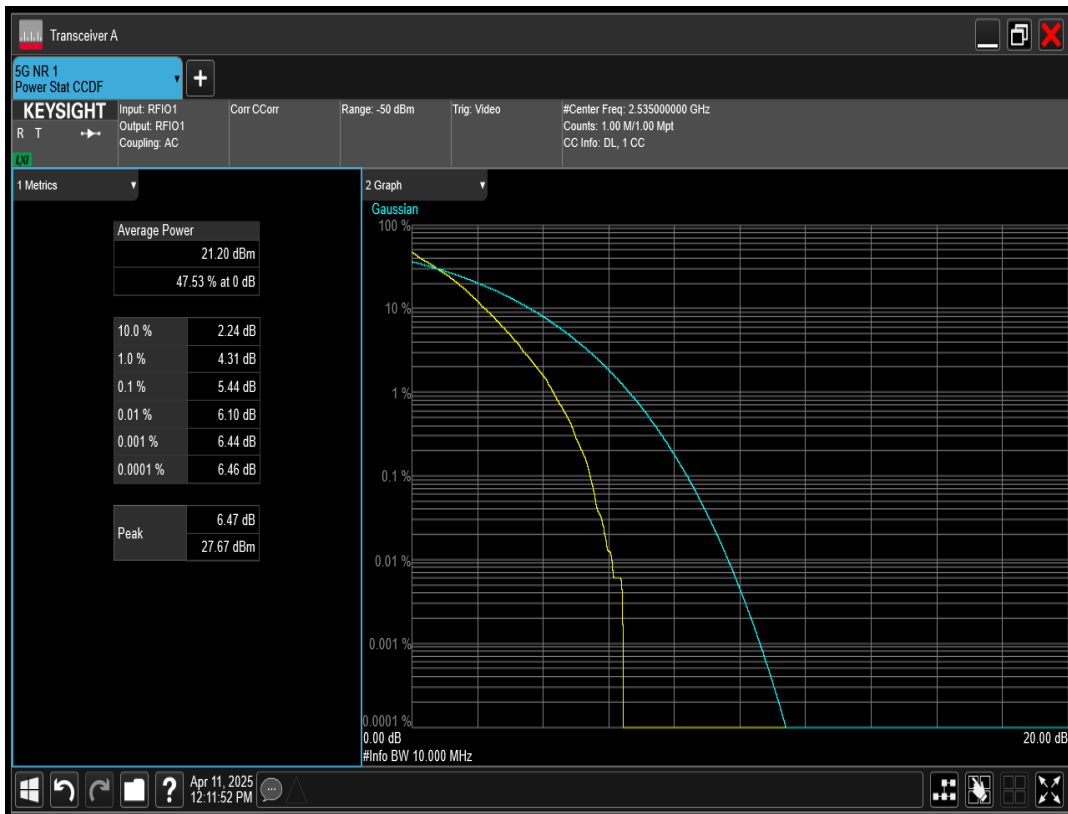 Transceiver A
5G NR 1
Power Stat CCDF
+
KEYSIGHT
R T
LXI
Input: RFIO1
Output: RFIO1
Coupling: AC
Corr CCorr
Range: -50 dBm
Trig: Video
#Center Freq: 2.535000000 GHz
Counts: 1.00 M/1.00 Mpt
CC Info: DL, 1 CC
1 Metrics
Average Power
21.20 dBm
47.53 % at 0 dB
10.0 % 2.24 dB
1.0 % 4.31 dB
0.1 % 5.44 dB
0.01 % 6.10 dB
0.001 % 6.44 dB
0.0001 % 6.46 dB
Peak
6.47 dB
27.67 dBm
2 Graph
Gaussian
100 %
10 %
1 %
0.1 %
0.01 %
0.001 %
0.0001 %
0.00 dB 20.00 dB
#Info BW 10.000 MHz
?
Apr 11, 2025
12:11:52 PM